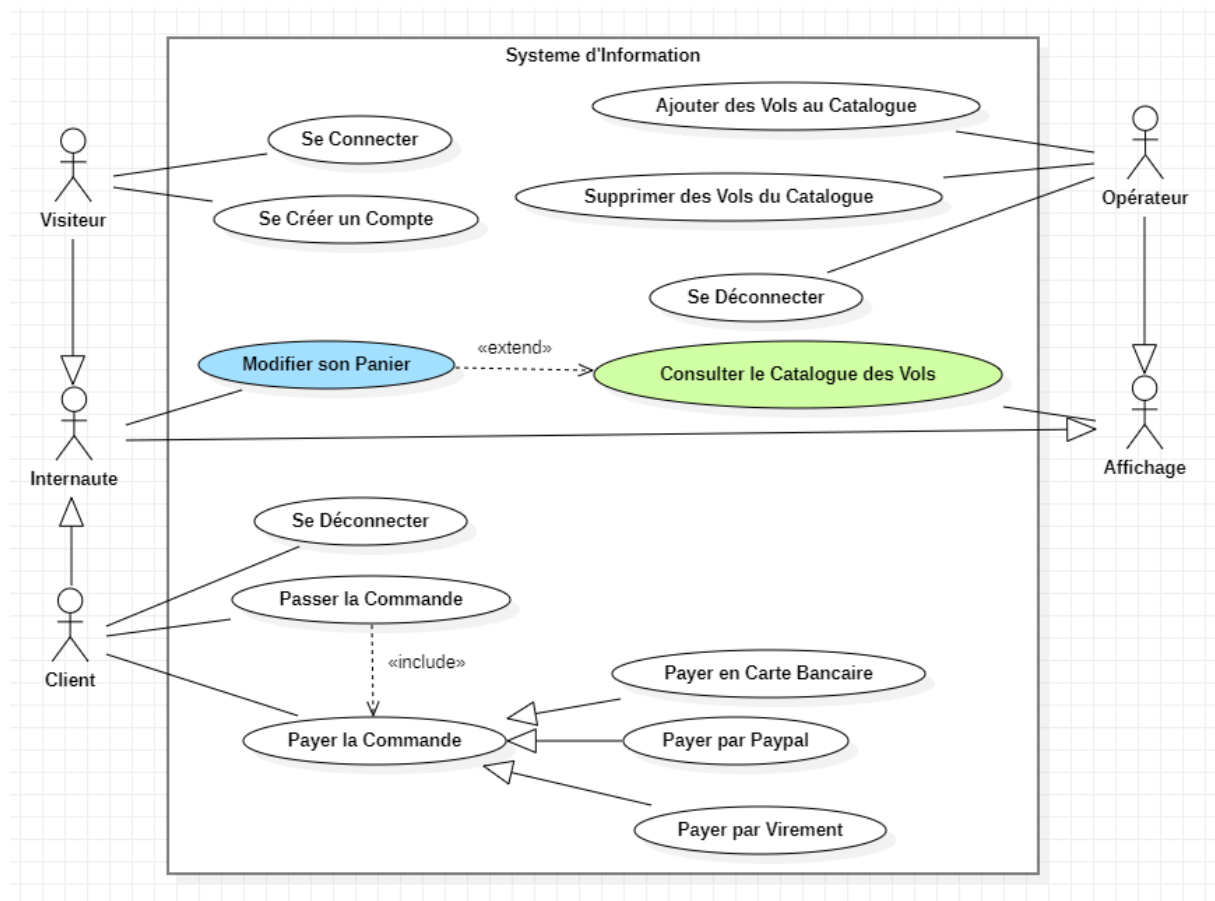 Systeme d'Information
Ajouter des Vols au Catalogue
Se Connecter
Supprimer des Vols du Catalogue
Visiteur
Opérateur
Se Créer un Compte
Se Déconnecter
Modifier son Panier
«extend»
Consulter le Catalogue des Vols
Internaute
Affichage
Se Déconnecter
Passer la Commande
«include»
Client
Payer en Carte Bancaire
Payer la Commande
Payer par Paypal
Payer par Virement